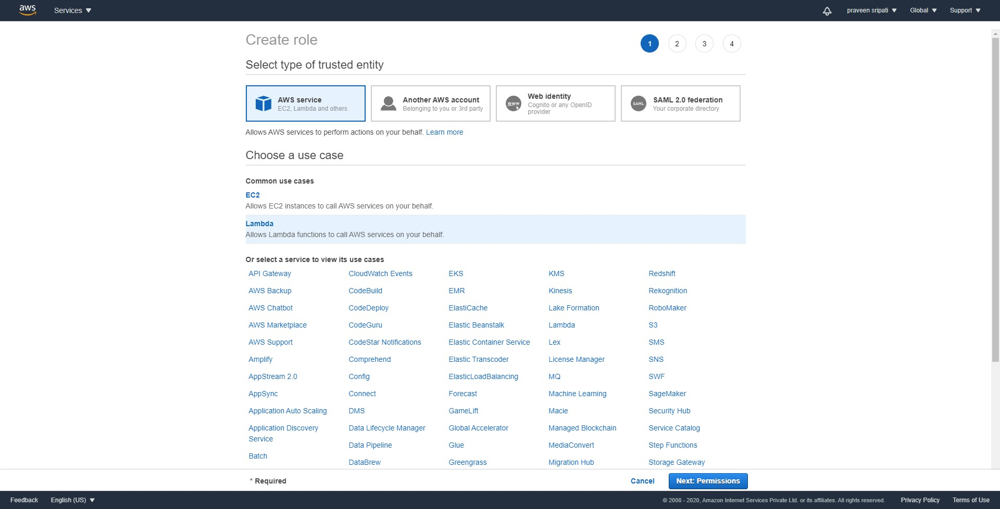 aws Services praveen sripati Global Support
Create role
1 2 3 4
Select type of trusted entity
AWS service
EC2, Lambda and others
Another AWS account
Belonging to you or 3rd party
www
Web identity
Cognito or any OpenID
provider
SAML
SAML 2.0 federation
Your corporate directory
Allows AWS services to perform actions on your behalf. Learn more
Choose a use case
Common use cases
EC2
Allows EC2 instances to call AWS services on your behalf.
Lambda
Allows Lambda functions to call AWS services on your behalf.
Or select a service to view its use cases
API Gateway
AWS Backup
AWS Chatbot
AWS Marketplace
AWS Support
Amplify
AppStream 2.0
AppSync
Application Auto Scaling
Application Discovery
Service
Batch
CloudWatch Events
CodeBuild
CodeDeploy
CodeGuru
CodeStar Notifications
Comprehend
Config
Connect
DMS
Data Lifecycle Manager
Data Pipeline
DataBrew
EKS
EMR
ElastiCache
Elastic Beanstalk
Elastic Container Service
Elastic Transcoder
ElasticLoadBalancing
Forecast
GameLift
Global Accelerator
Glue
Greengrass
KMS
Kinesis
Lake Formation
Lambda
Lex
License Manager
MQ
Machine Learning
Macie
Managed Blockchain
MediaConvert
Migration Hub
Redshift
Rekognition
RoboMaker
S3
SMS
SNS
SWF
SageMaker
Security Hub
Service Catalog
Step Functions
Storage Gateway
* Required Cancel Next: Permissions
Feedback English (US) © 2008 - 2020, Amazon Internet Services Private Ltd. or its affiliates. All rights reserved. Privacy Policy Terms of Use